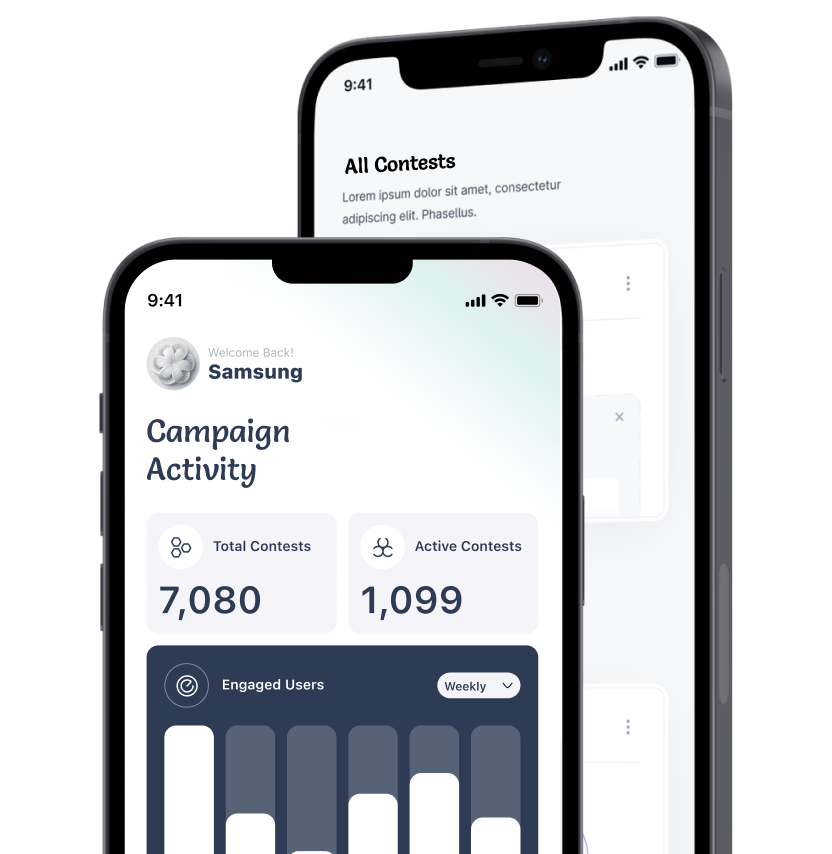 9:41
All Contests
Lorem ipsum dolor sit amet, consectetur
adipiscing elit. Phasellus.
9:41
Welcome Back!
Samsung
Campaign
Activity
Total Contests
7,080
Active Contests
1,099
Engaged Users
Weekly